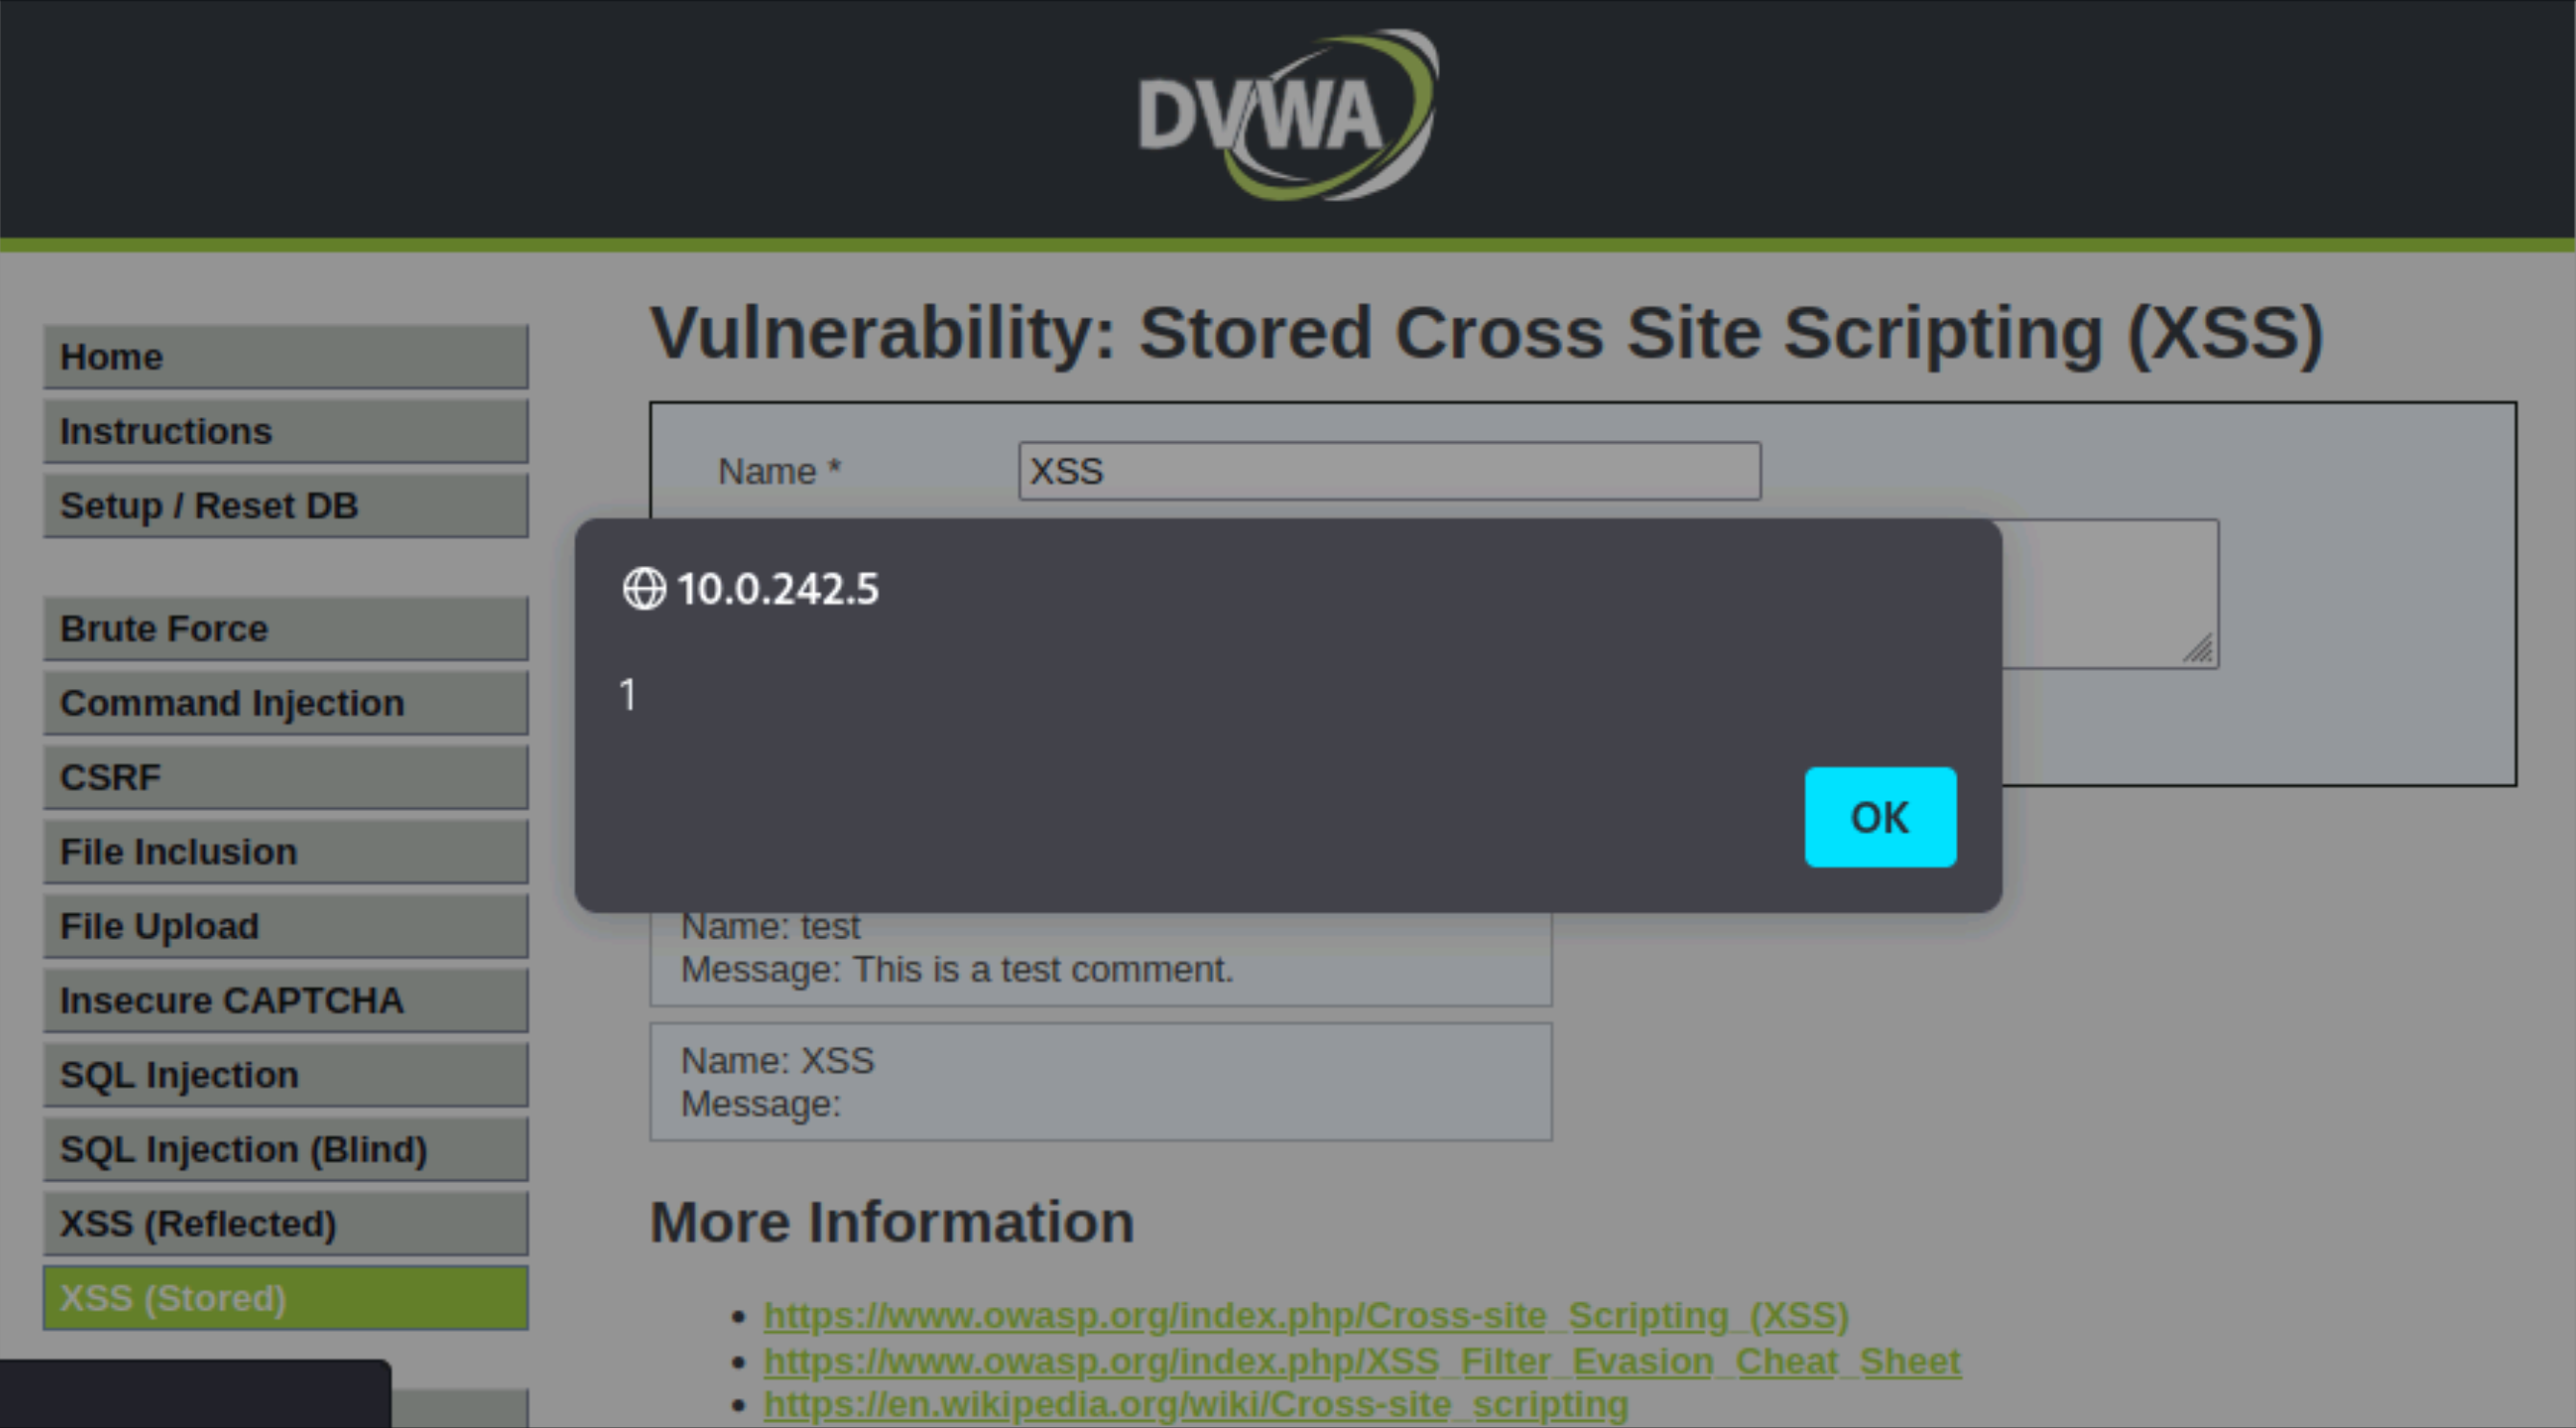 DVWA
Home
Instructions
Setup / Reset DB
Brute Force
Command Injection
CSRF
File Inclusion
File Upload
Insecure CAPTCHA
SQL Injection
SQL Injection (Blind)
XSS (Reflected)
XSS (Stored)
Vulnerability: Stored Cross Site Scripting (XSS)
Name *
XSS
10.0.242.5
1
OK
Name: test
Message: This is a test comment.
Name: XSS
Message:
More Information
https://www.owasp.org/index.php/Cross-site_Scripting_(XSS)
https://www.owasp.org/index.php/XSS_Filter_Evasion_Cheat_Sheet
https://en.wikipedia.org/wiki/Cross-site_scripting